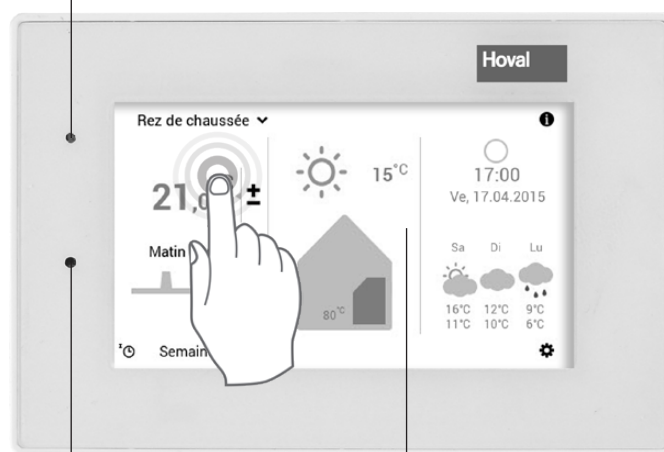 Hoval
Rez de chaussée
15°C
17:00
Ve, 17.04.2015
21,
±
Matin
Sa Di Lu
16°C 12°C 9°C
11°C 10°C 6°C
80°C
Semain